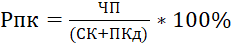 Рпк = ЧП / (СК+ПКд) * 100%